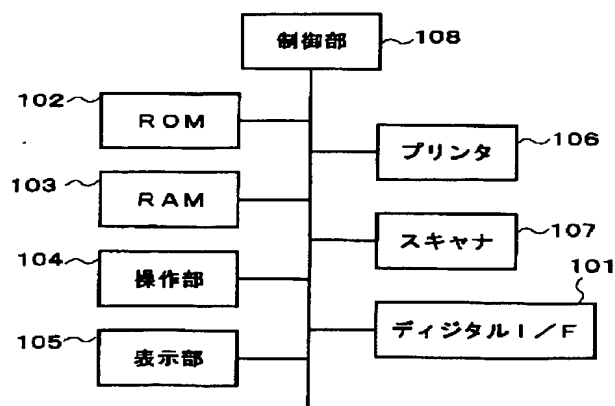 制御部
108
102
ROM
プリンタ
106
103
RAM
スキャナ
107
104
操作部
101
ディジタルI/F
105
表示部